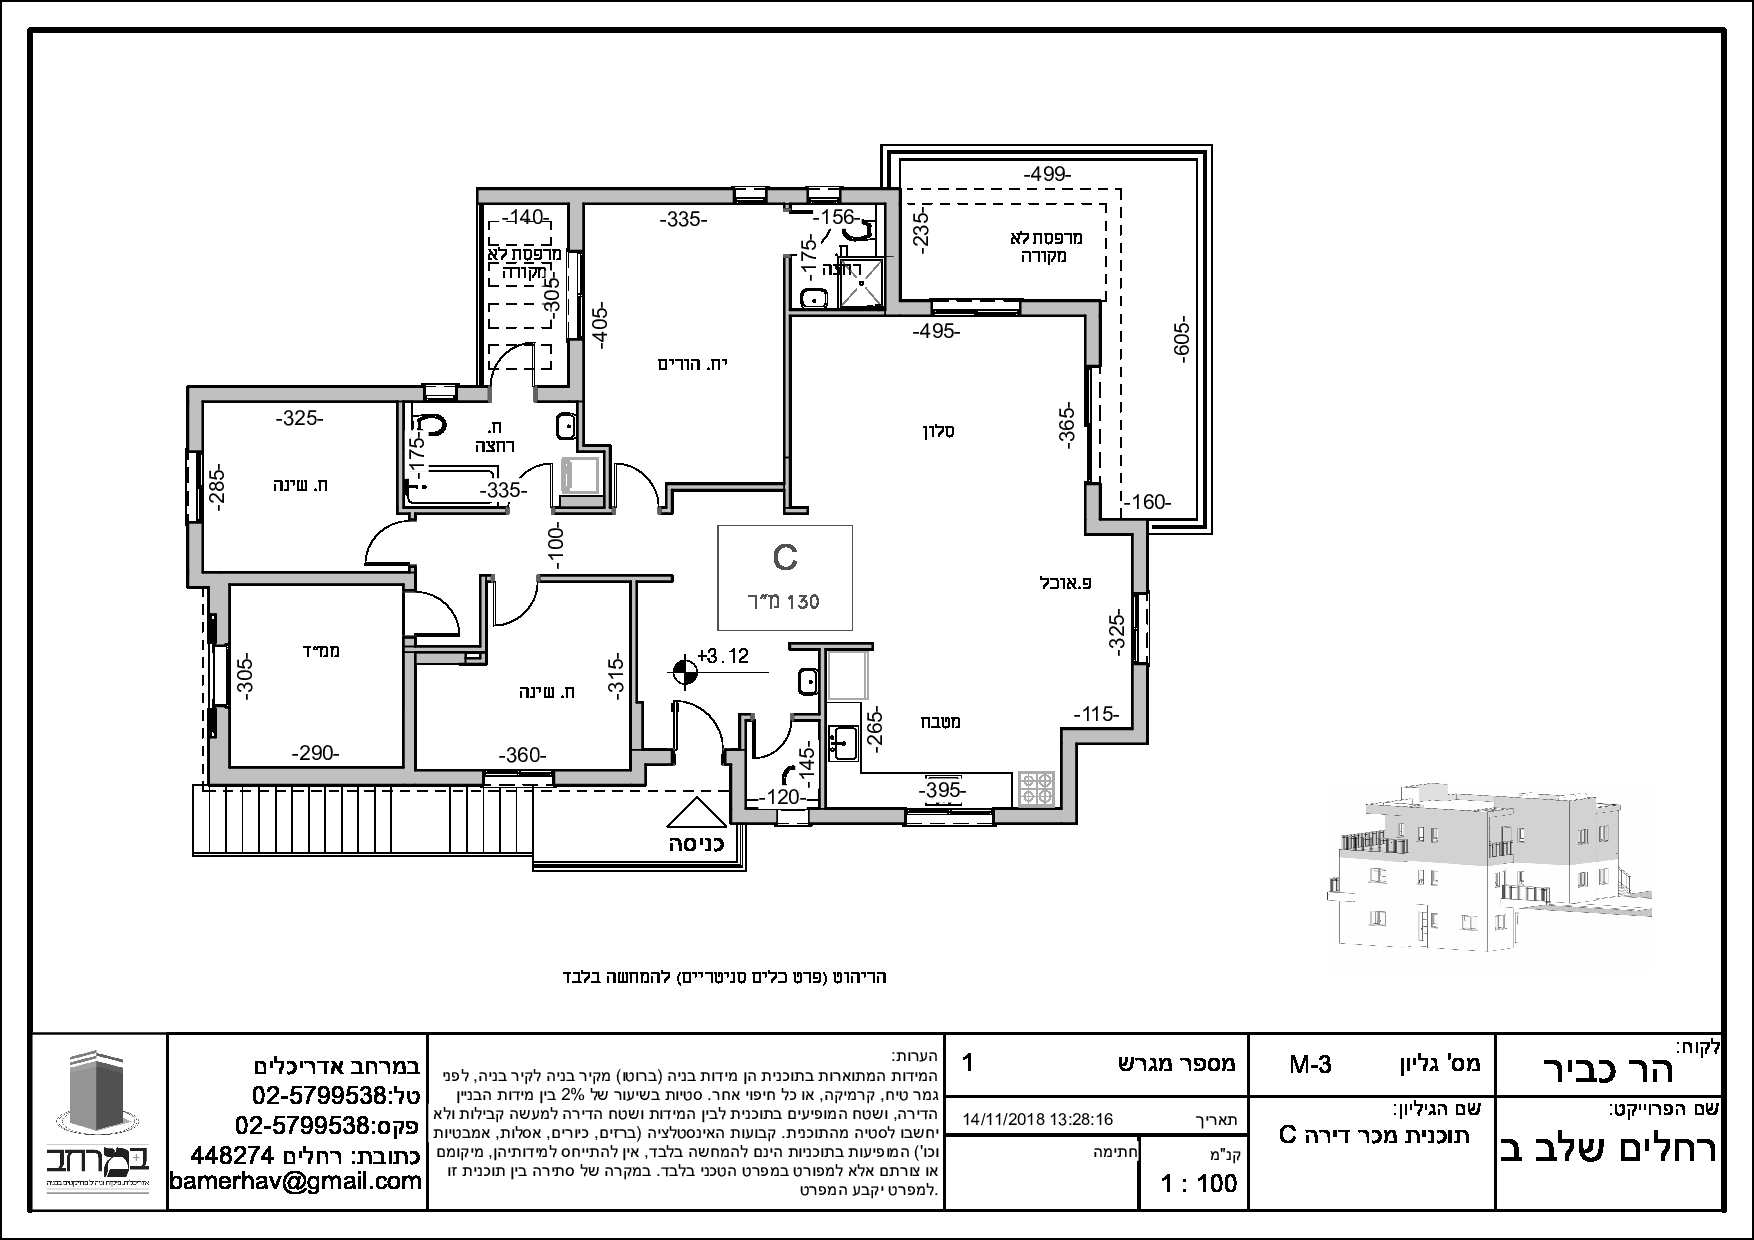 -499-
-140-
-335-
-156-
-235-
מרפסת לא
מקורה
מרפסת לא
מקורה
-175-
רחצה
-305-
-405-
-495-
-605-
יח. הורים
-325-
ח.
רחצה
-175-
סלון
-365-
-285-
ח. שינה
-335-
-160-
-100-
C
130 מ״ר
פ.אוכל
-325-
ממ״ד
-305-
+3.12
-315-
ח. שינה
-265-
מטבח
-115-
-290-
-360-
-145-
-120-
-395-
כניסה
הריהוט (פרט כלים סניטריים) להמחשה בלבד
לקוח:
הר כביר
שם הפרוייקט:
רחלים שלב ב
מס' גליון M-3
שם הגיליון:
תוכנית מכר דירה C
מספר מגרש 1
תאריך 14/11/2018 13:28:16
קנ"מ
1 : 100
חתימה
הערות:
המידות המתוארות בתוכנית הן מידות בניה (ברוטו) מקיר בניה לקיר בניה, לפני
גמר טיח, קרמיקה, או כל חיפוי אחר. סטיות בשיעור של 2% בין מידות הבניין
הדירה, ושטח המופיעים בתוכנית לבין המידות ושטח הדירה למעשה קבילות ולא
יחשבו לסטיה מהתוכנית. קבועות האינסטלציה (ברזים, כיורים, אסלות, אמבטיות
וכו') המופיעות בתוכניות הינם להמחשה בלבד, אין להתייחס למידותיהן, מיקומם
או צורתם אלא למפורט במפרט הטכני בלבד. במקרה של סתירה בין תוכנית זו
למפרט יקבע המפרט.
במרחב אדריכלים
טל:02-5799538
פקס:02-5799538
כתובת: רחלים 448274
bamerhav@gmail.com
במרחב